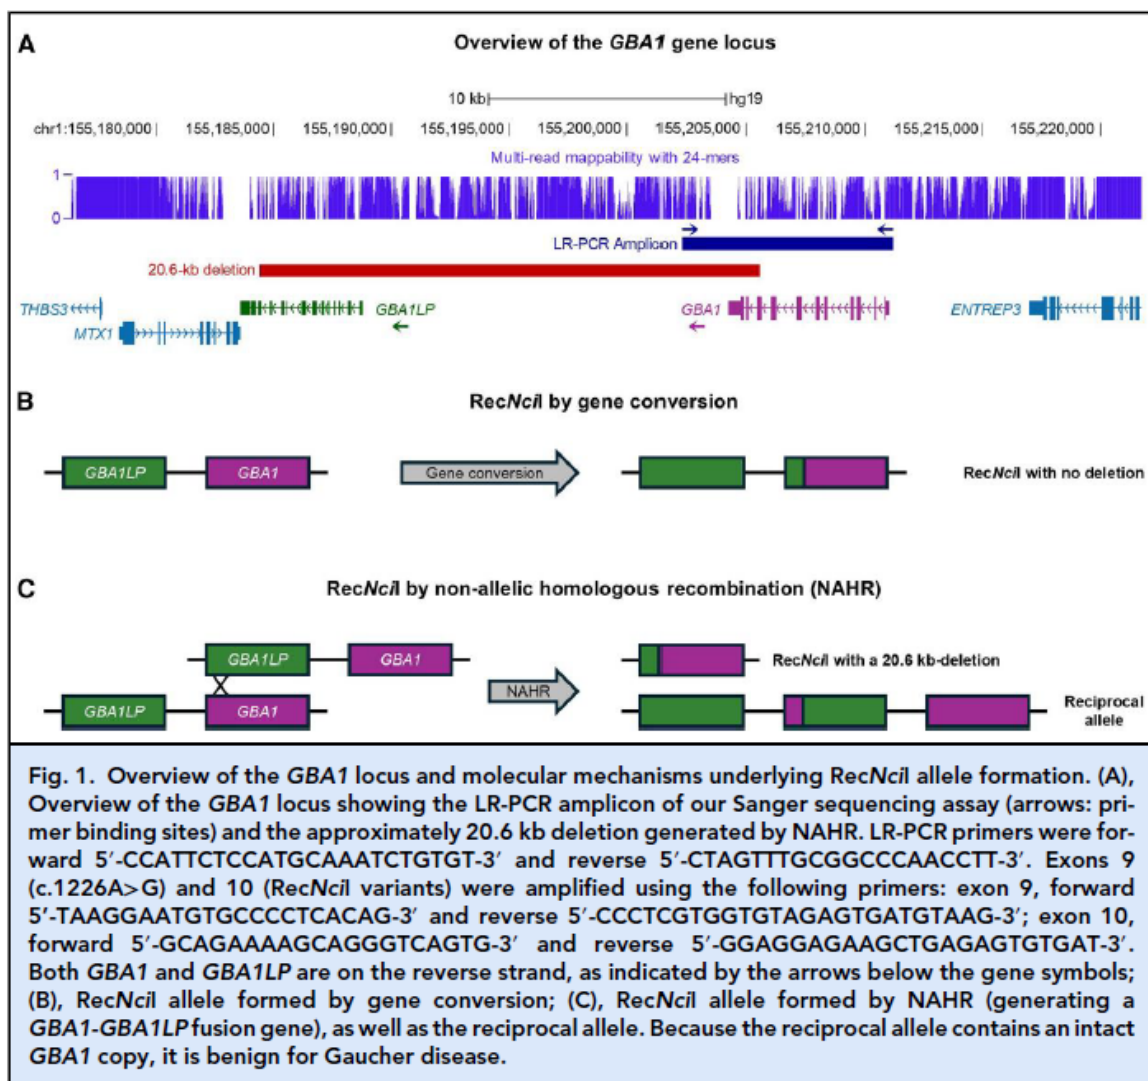 A
Overview of the GBA1 gene locus
10 kb hg19
chr1:155,180,000 155,185,000 155,190,000 155,195,000 155,200,000 155,205,000 155,210,000 155,215,000 155,220,000
Multi-read mappability with 24-mers
1
0
LR-PCR Amplicon
20.6-kb deletion
THBS3 GBA1LP GBA1 ENTREP3
MTX1
B
RecNciI by gene conversion
GBA1LP GBA1 Gene conversion RecNciI with no deletion
C
RecNciI by non-allelic homologous recombination (NAHR)
GBA1LP GBA1 RecNciI with a 20.6 kb-deletion
NAHR
GBA1LP GBA1 Reciprocal
allele
Fig. 1. Overview of the GBA1 locus and molecular mechanisms underlying RecNciI allele formation. (A),
Overview of the GBA1 locus showing the LR-PCR amplicon of our Sanger sequencing assay (arrows: pri-
mer binding sites) and the approximately 20.6 kb deletion generated by NAHR. LR-PCR primers were for-
ward 5′-CCATTCTCCATGCAAATCTGTGT-3′ and reverse 5′-CTAGTTTGCGGCCCAACCTT-3′. Exons 9
(c.1226A>G) and 10 (RecNciI variants) were amplified using the following primers: exon 9, forward
5′-TAAGGAATGTGCCCCTCACAG-3′ and reverse 5′-CCCTCGTGGTGTAGAGTGATGTAAG-3′; exon 10,
forward 5′-GCAGAAAAGCAGGGTCAGTG-3′ and reverse 5′-GGAGGAGAAGCTGAGAGTGTGAT-3′.
Both GBA1 and GBA1LP are on the reverse strand, as indicated by the arrows below the gene symbols;
(B), RecNciI allele formed by gene conversion; (C), RecNciI allele formed by NAHR (generating a
GBA1-GBA1LP fusion gene), as well as the reciprocal allele. Because the reciprocal allele contains an intact
GBA1 copy, it is benign for Gaucher disease.